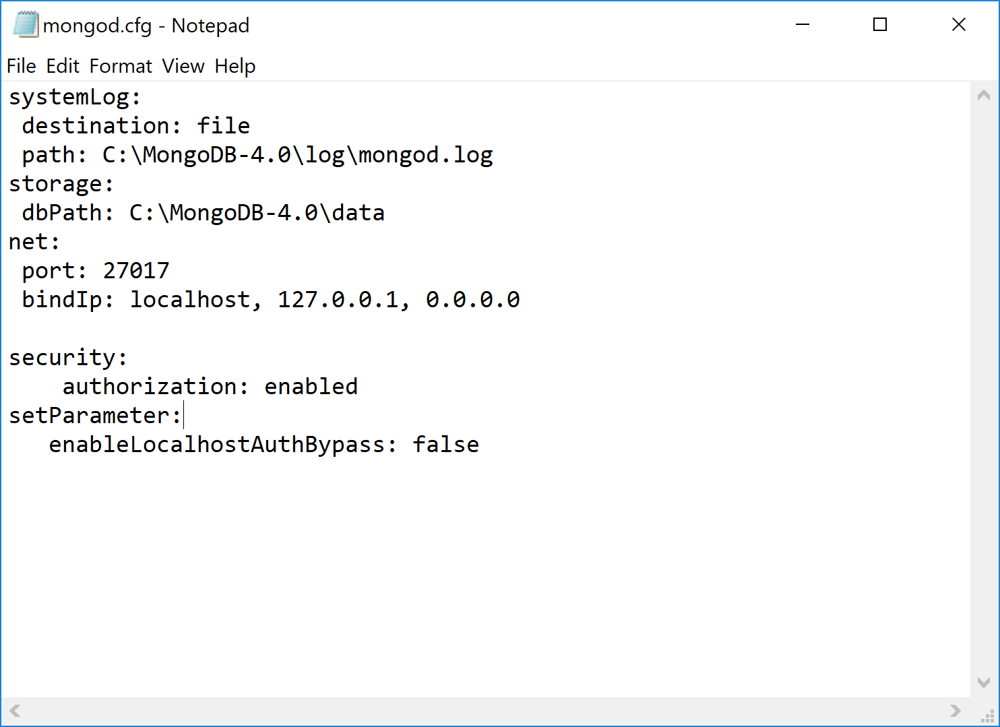 mongod.cfg - Notepad
File Edit Format View Help
systemLog:
 destination: file
 path: C:\MongoDB-4.0\log\mongod.log
storage:
 dbPath: C:\MongoDB-4.0\data
net:
 port: 27017
 bindIp: localhost, 127.0.0.1, 0.0.0.0

security:
    authorization: enabled
setParameter:
   enableLocalhostAuthBypass: false